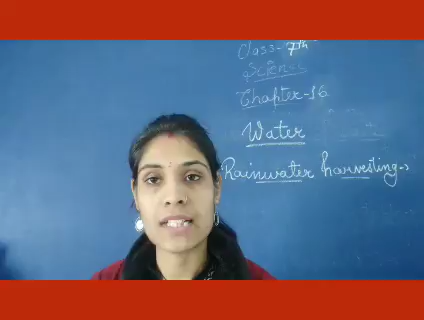 Class-7th
Science
Chapter-16
Water
Rainwater harvesting→